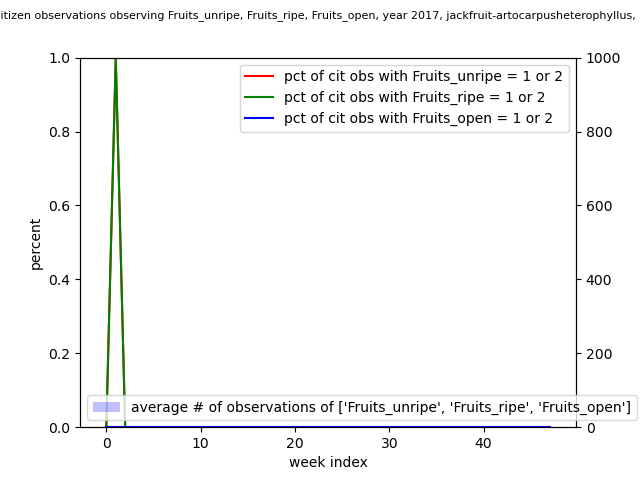 itizen observations observing Fruits_unripe, Fruits_ripe, Fruits_open, year 2017, jackfruit-artocarpusheterophyllus,
pct of cit obs with Fruits_unripe = 1 or 2
pct of cit obs with Fruits_ripe = 1 or 2
pct of cit obs with Fruits_open = 1 or 2
1.0
0.8
0.6
0.4
0.2
0.0
percent
1000
800
600
400
200
0
average # of observations of ['Fruits_unripe', 'Fruits_ripe', 'Fruits_open']
0 10 20 30 40
week index